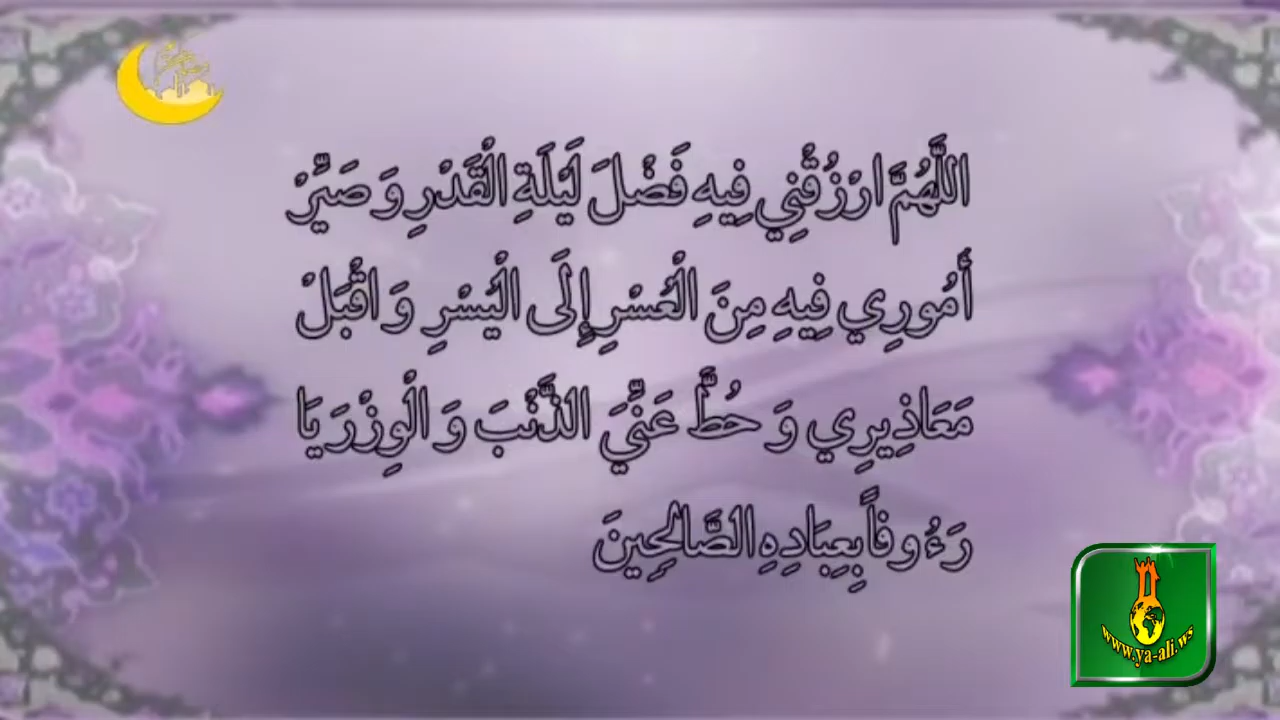 اللَّهُمَّ ارْزُقْنِي فِيهِ فَضْلَ لَيْلَةِ الْقَدْرِ وَ صَيِّرْ
أُمُورِي فِيهِ مِنَ الْعُسْرِ إِلَى الْيُسْرِ وَ اقْبَلْ
مَعَاذِيرِي وَ حُطَّ عَنِّيَ الذَّنْبَ وَ الْوِزْرَ يَا
رَءُوفاً بِعِبَادِهِ الصَّالِحِينَ
www.ya-ali.ws